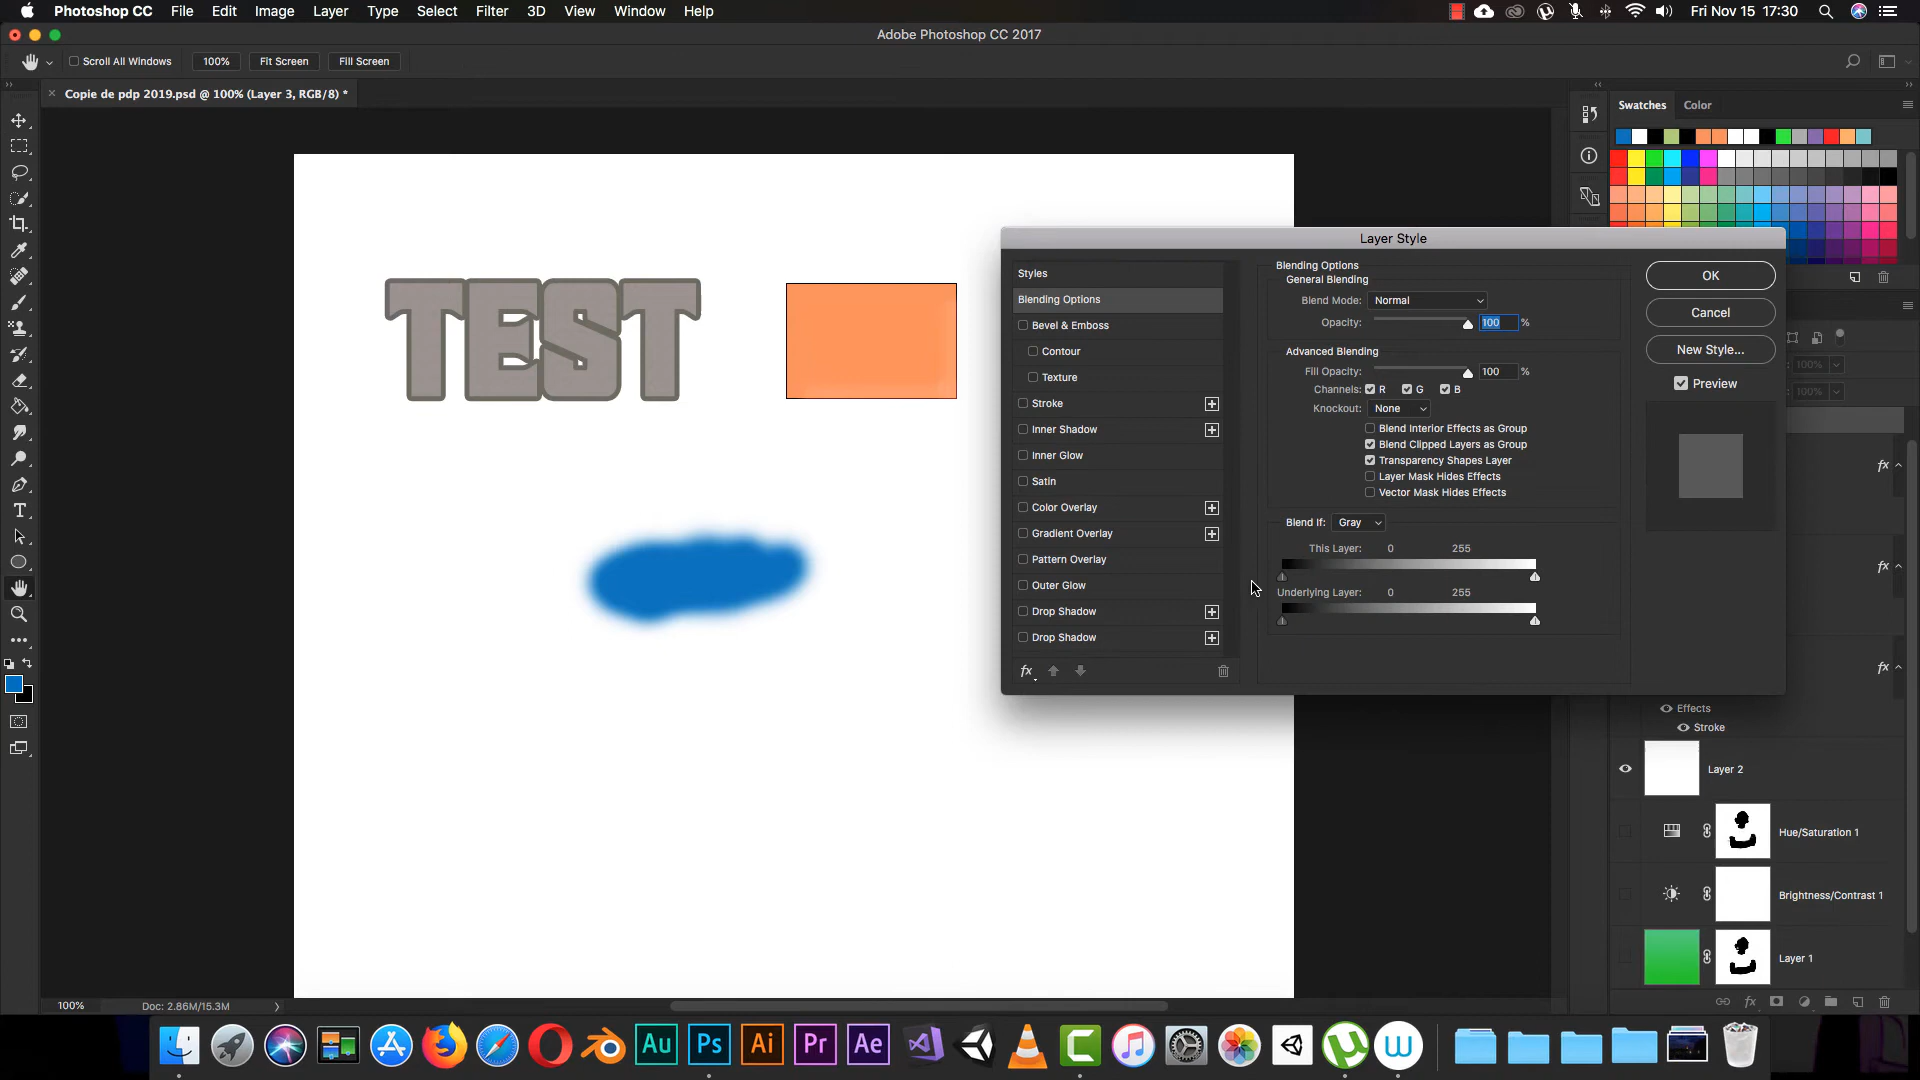 Photoshop CC File Edit Image Layer Type Select Filter 3D View Window Help Fri Nov 15 17:30
Adobe Photoshop CC 2017
Scroll All Windows 100% Fit Screen Fill Screen
× Copie de pdp 2019.psd @ 100% (Layer 3, RGB/8) *
Swatches Color
TEST
Layer Style
Styles
Blending Options
Bevel & Emboss
Contour
Texture
Stroke
Inner Shadow
Inner Glow
Satin
Color Overlay
Gradient Overlay
Pattern Overlay
Outer Glow
Drop Shadow
Drop Shadow
fx
Blending Options
General Blending
Blend Mode: Normal
Opacity: 100 %
Advanced Blending
Fill Opacity: 100 %
Channels: R G B
Knockout: None
Blend Interior Effects as Group
Blend Clipped Layers as Group
Transparency Shapes Layer
Layer Mask Hides Effects
Vector Mask Hides Effects
Blend If: Gray
This Layer: 0 255
Underlying Layer: 0 255
OK
Cancel
New Style...
Preview
100%
100%
fx
fx
fx
Effects
Stroke
Layer 2
Hue/Saturation 1
Brightness/Contrast 1
Layer 1
fx
100% Doc: 2.86M/15.3M
Au Ps Ai Pr Ae C µ W